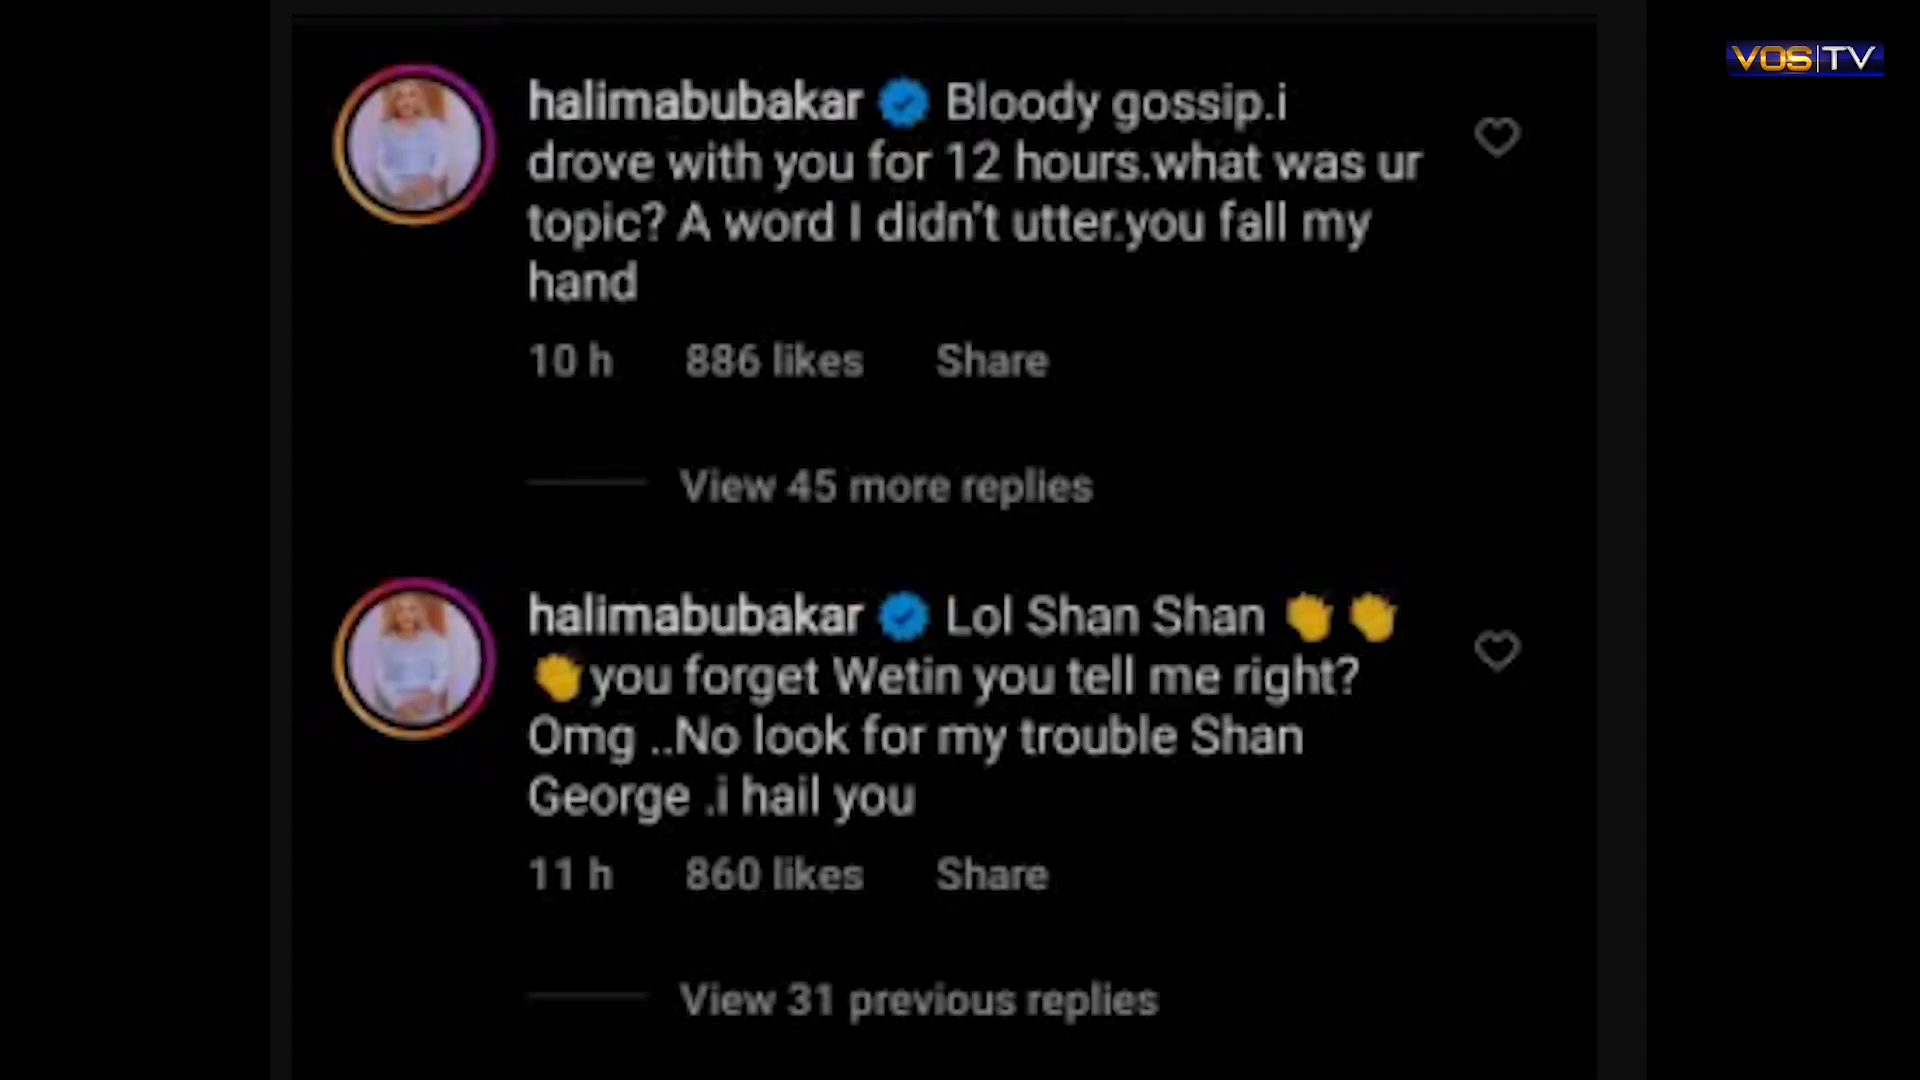 VOS|TV
halimabubakar Bloody gossip.i
drove with you for 12 hours.what was ur
topic? A word I didn't utter.you fall my
hand
10 h 886 likes Share
View 45 more replies
halimabubakar Lol Shan Shan 👏👏
👏you forget Wetin you tell me right?
Omg ..No look for my trouble Shan
George .i hail you
11 h 860 likes Share
View 31 previous replies